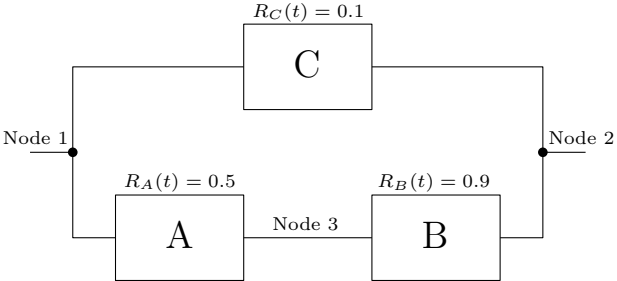 R_C(t) = 0.1
C
Node 1
Node 2
R_A(t) = 0.5
R_B(t) = 0.9
A
Node 3
B